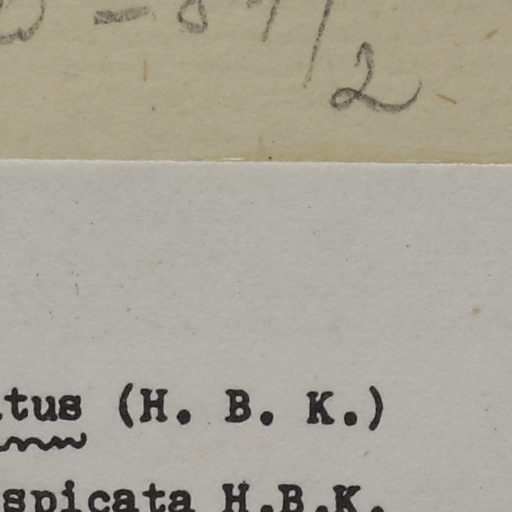 /2
tus (H. B. K.)
spicata H.B.K.